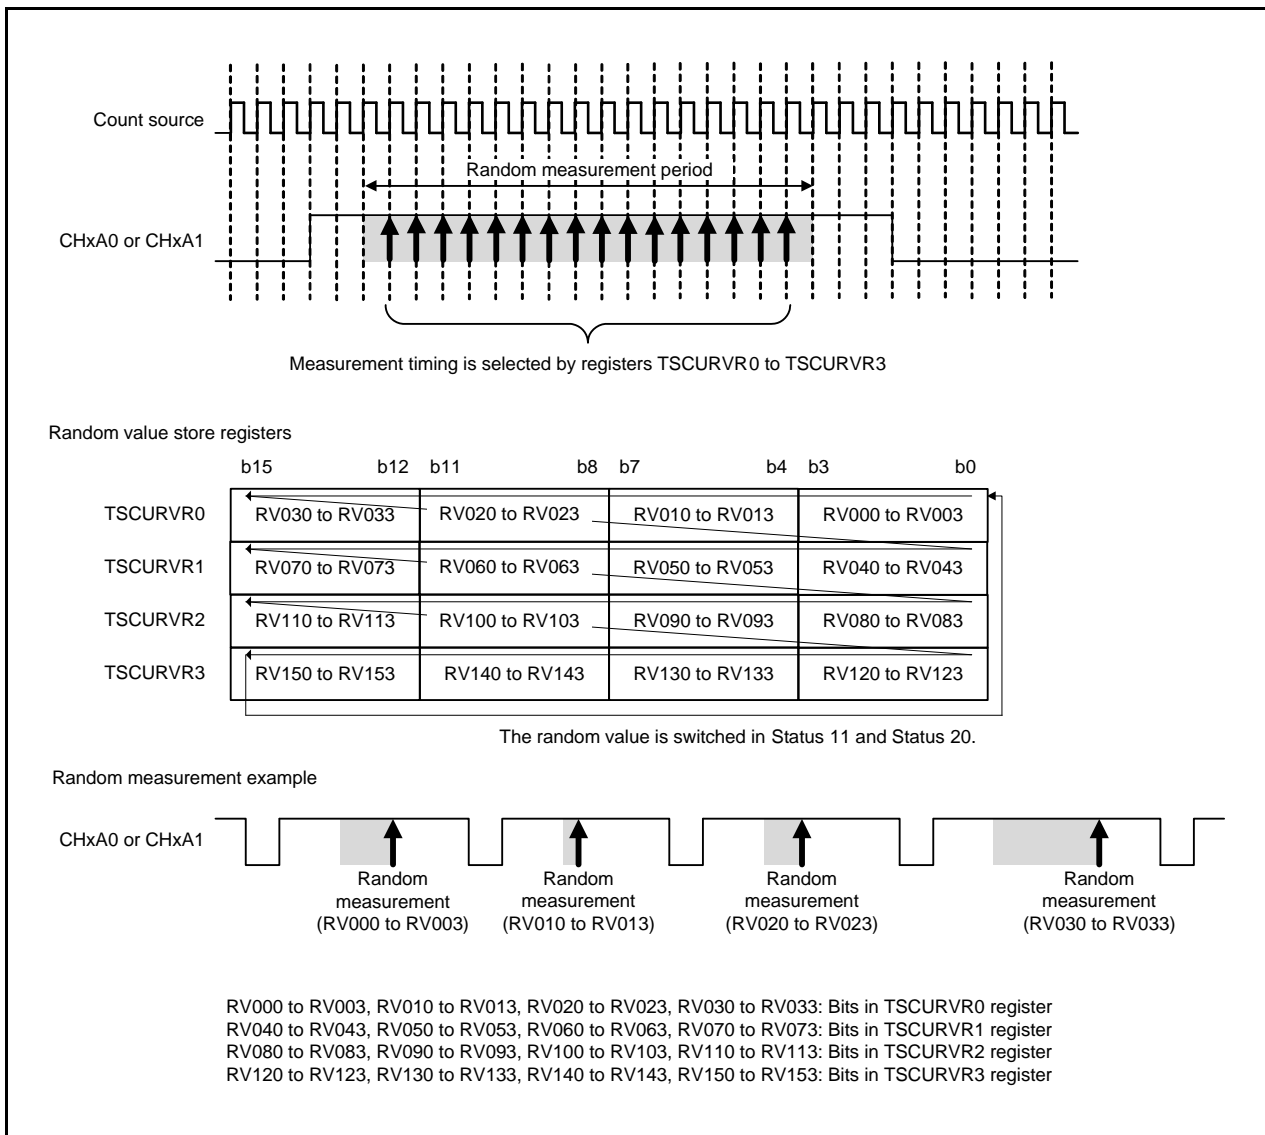 Count source
Random measurement period
CHxA0 or CHxA1
Measurement timing is selected by registers TSCURVR0 to TSCURVR3
Random value store registers
b15 b12 b11 b8 b7 b4 b3 b0
TSCURVR0 RV030 to RV033 RV020 to RV023 RV010 to RV013 RV000 to RV003
TSCURVR1 RV070 to RV073 RV060 to RV063 RV050 to RV053 RV040 to RV043
TSCURVR2 RV110 to RV113 RV100 to RV103 RV090 to RV093 RV080 to RV083
TSCURVR3 RV150 to RV153 RV140 to RV143 RV130 to RV133 RV120 to RV123
The random value is switched in Status 11 and Status 20.
Random measurement example
CHxA0 or CHxA1
Random Random Random Random
measurement measurement measurement measurement
(RV000 to RV003) (RV010 to RV013) (RV020 to RV023) (RV030 to RV033)
RV000 to RV003, RV010 to RV013, RV020 to RV023, RV030 to RV033: Bits in TSCURVR0 register
RV040 to RV043, RV050 to RV053, RV060 to RV063, RV070 to RV073: Bits in TSCURVR1 register
RV080 to RV083, RV090 to RV093, RV100 to RV103, RV110 to RV113: Bits in TSCURVR2 register
RV120 to RV123, RV130 to RV133, RV140 to RV143, RV150 to RV153: Bits in TSCURVR3 register